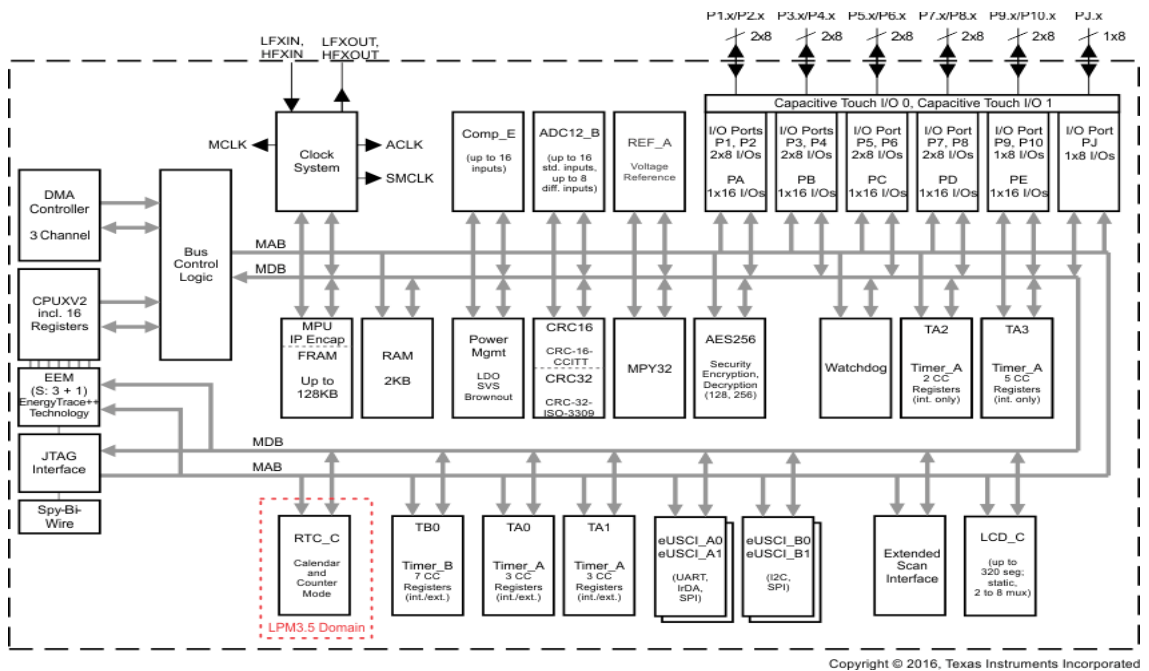 P1.x/P2.x P3.x/P4.x P5.x/P6.x P7.x/P8.x P9.x/P10.x PJ.x
2x8 2x8 2x8 2x8 2x8 1x8
LFXIN,
HFXIN
LFXOUT,
HFXOUT
MCLK
Clock
System
ACLK
SMCLK
Comp_E
(up to 16
inputs)
ADC12_B
(up to 16
std. inputs,
up to 8
diff. inputs)
REF_A
Voltage
Reference
Capacitive Touch I/O 0, Capacitive Touch I/O 1
I/O Ports
P1, P2
2x8 I/Os
PA
1x16 I/Os
I/O Ports
P3, P4
2x8 I/Os
PB
1x16 I/Os
I/O Port
P5, P6
2x8 I/Os
PC
1x16 I/Os
I/O Port
P7, P8
2x8 I/Os
PD
1x16 I/Os
I/O Ports
P9, P10
1x8 I/Os
PE
1x16 I/Os
I/O Port
PJ
1x8 I/Os
DMA
Controller
3 Channel
Bus
Control
Logic
MAB
MDB
CPUXV2
incl. 16
Registers
MPU
IP Encap
FRAM
Up to
128KB
RAM
2KB
Power
Mgmt
LDO
SVS
Brownout
CRC16
CRC-16-
CCITT
CRC32
CRC-32-
ISO-3309
MPY32
AES256
Security
Encryption,
Decryption
(128, 256)
Watchdog
TA2
Timer_A
2 CC
Registers
(int. only)
TA3
Timer_A
5 CC
Registers
(int. only)
EEM
(S: 3 + 1)
EnergyTrace++
Technology
MDB
JTAG
Interface
MAB
Spy-Bi-
Wire
RTC_C
Calendar
and
Counter
Mode
LPM3.5 Domain
TB0
Timer_B
7 CC
Registers
(int./ext.)
TA0
Timer_A
3 CC
Registers
(int./ext.)
TA1
Timer_A
3 CC
Registers
(int./ext.)
eUSCI_A0
eUSCI_A1
(UART,
IrDA,
SPI)
eUSCI_B0
eUSCI_B1
(I2C,
SPI)
Extended
Scan
Interface
LCD_C
(up to
320 seg;
static,
2 to 8 mux)
Copyright © 2016, Texas Instruments Incorporated